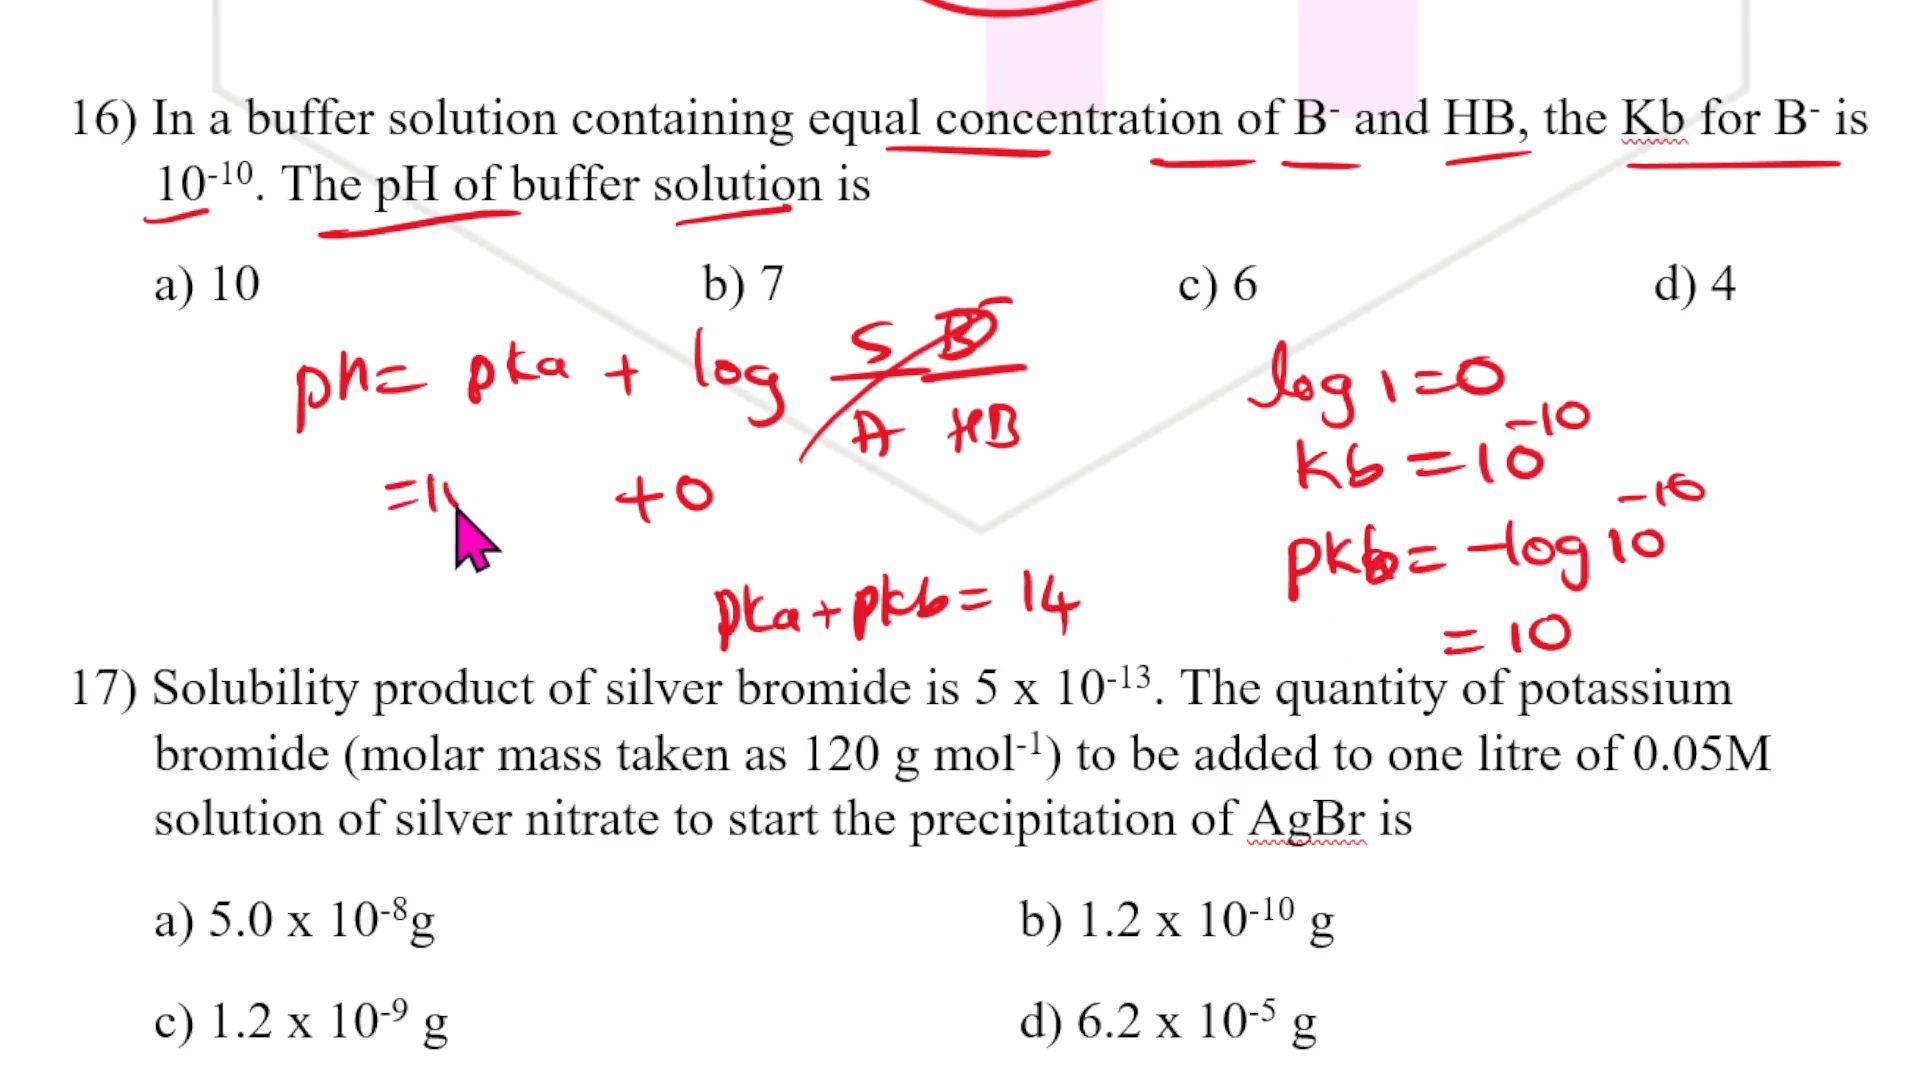 16) In a buffer solution containing equal concentration of B⁻ and HB, the Kb for B⁻ is
10⁻¹⁰. The pH of buffer solution is
a) 10 b) 7 c) 6 d) 4
pH= pka + log S/A B⁻/HB
log 1=0
kb =10⁻¹⁰
= +0
pkb= -log 10⁻¹⁰
pka+pkb= 14
= 10
17) Solubility product of silver bromide is 5 x 10⁻¹³. The quantity of potassium
bromide (molar mass taken as 120 g mol⁻¹) to be added to one litre of 0.05M
solution of silver nitrate to start the precipitation of AgBr is
a) 5.0 x 10⁻⁸g b) 1.2 x 10⁻¹⁰ g
c) 1.2 x 10⁻⁹ g d) 6.2 x 10⁻⁵ g